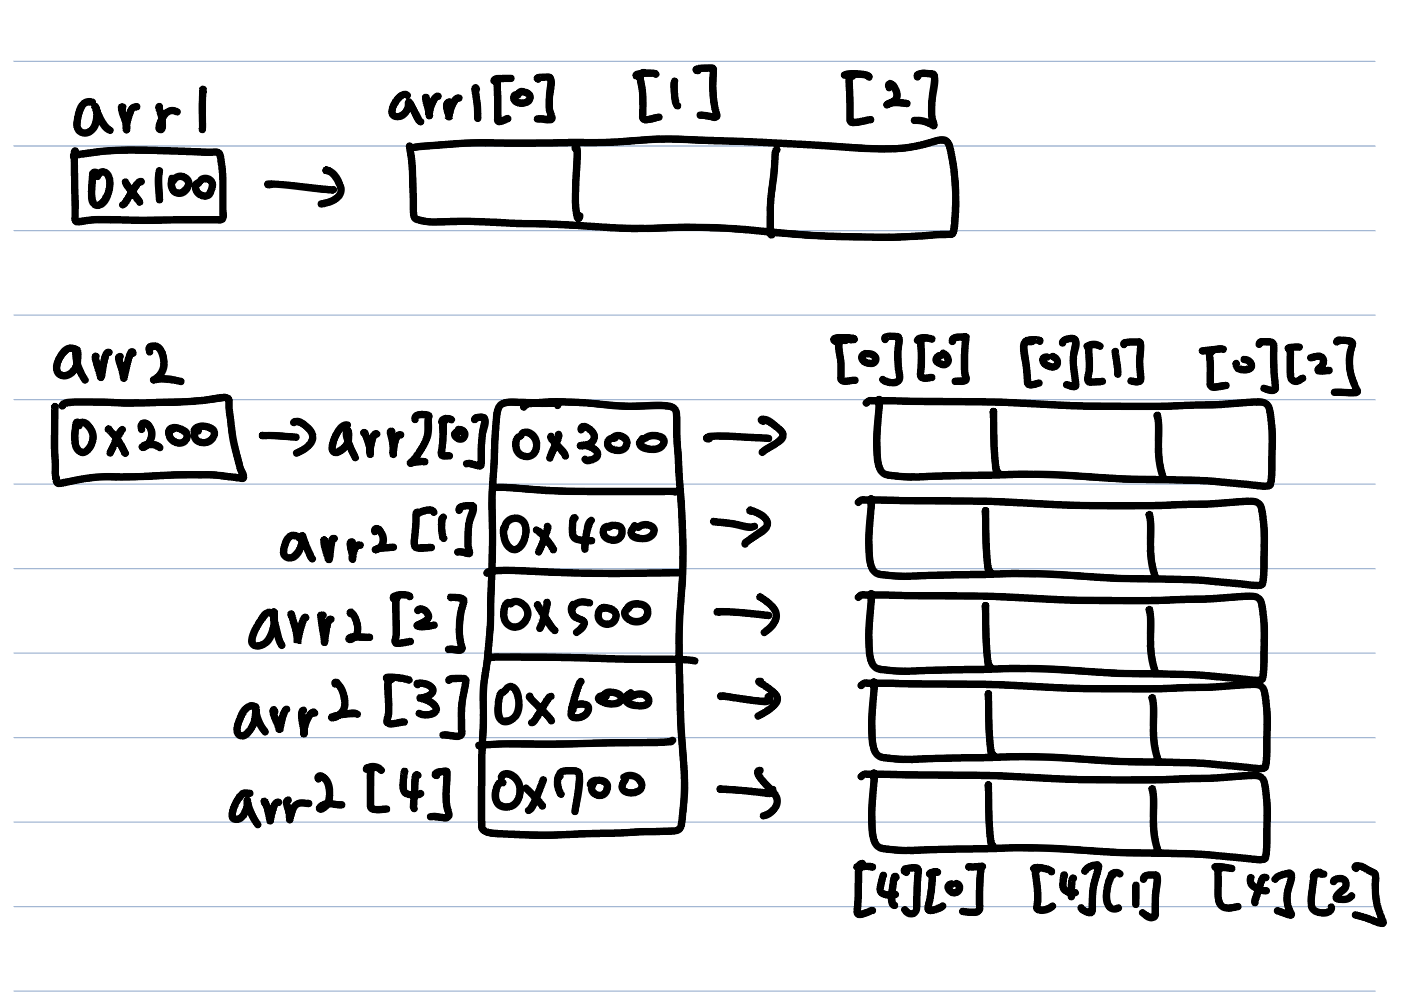 arr1 arr1[0] [1] [2]
0x100 →
arr2 [0][0] [0][1] [0][2]
0x200 → arr2[0] 0x300 →
arr2[1] 0x400 →
arr2[2] 0x500 →
arr2[3] 0x600 →
arr2[4] 0x700 →
[4][0] [4][1] [4][2]